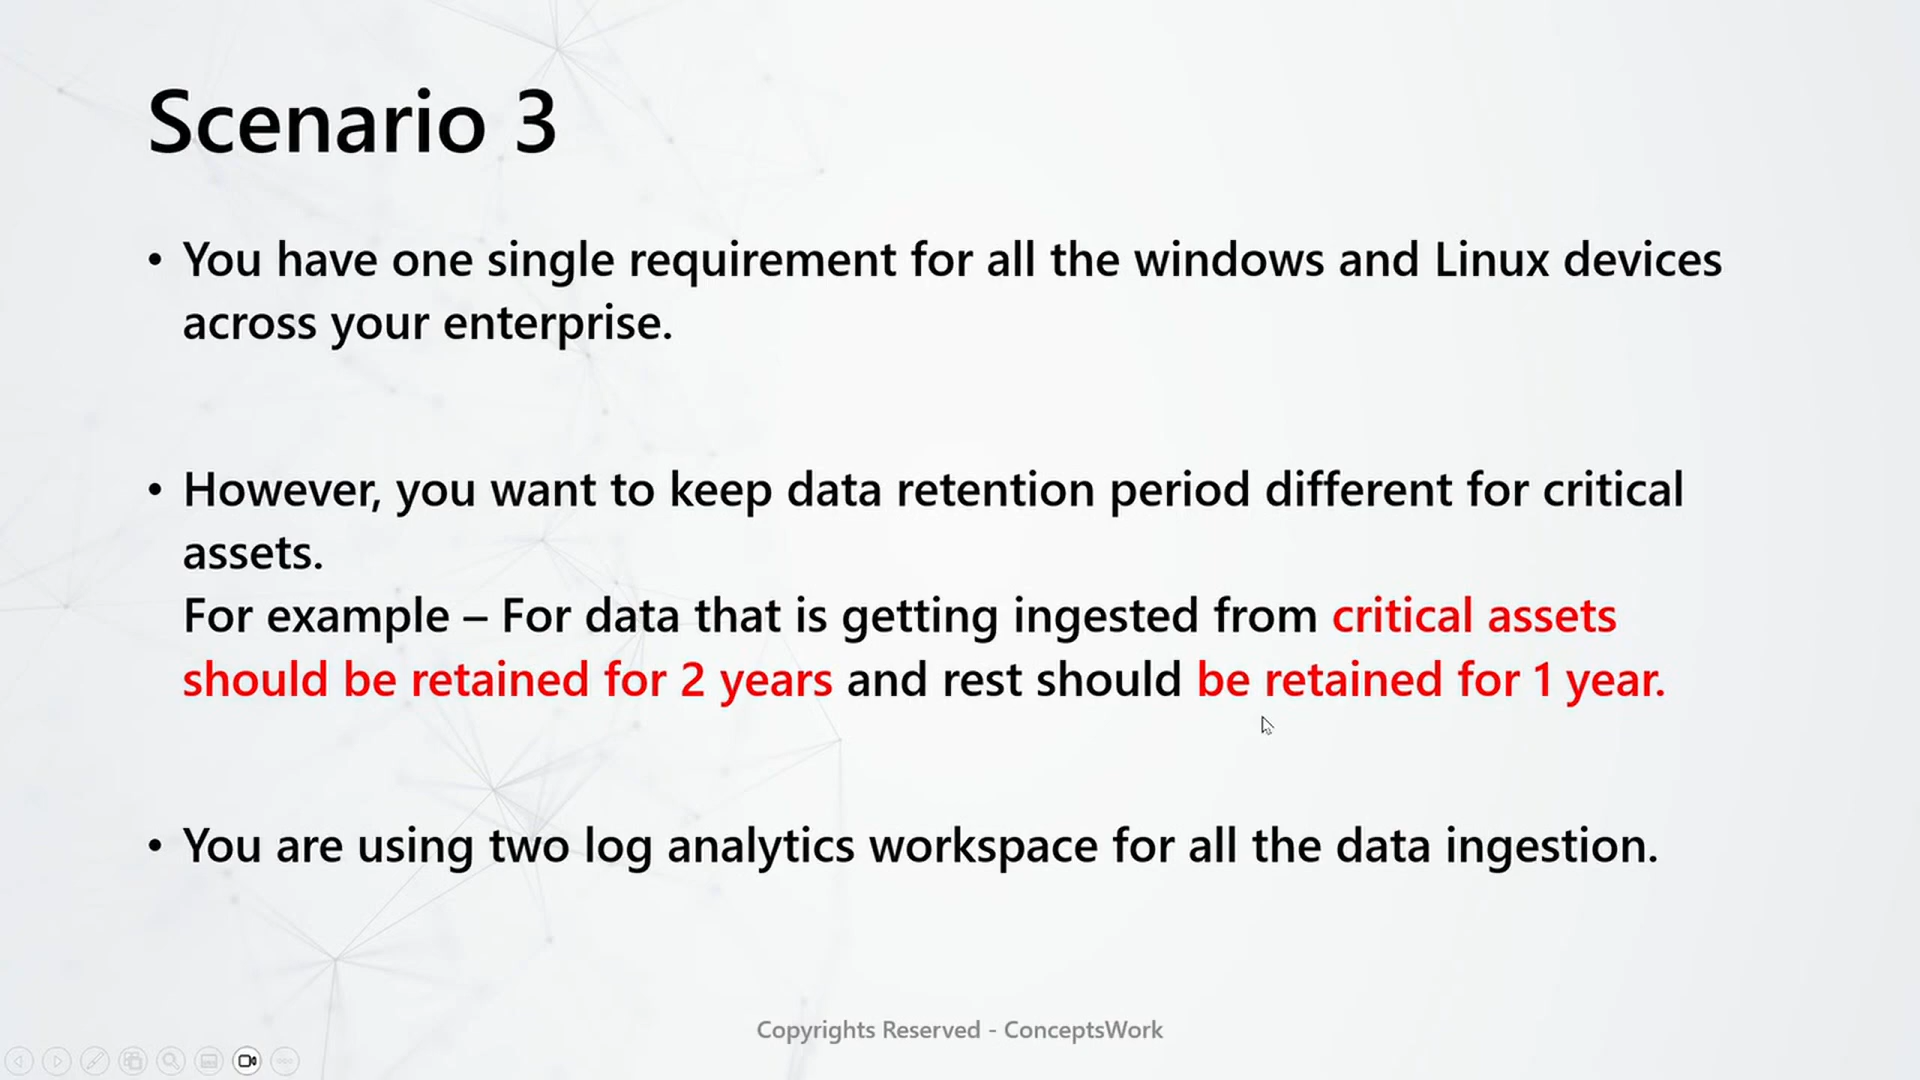 Scenario 3
• You have one single requirement for all the windows and Linux devices
across your enterprise.
• However, you want to keep data retention period different for critical
assets.
For example – For data that is getting ingested from critical assets
should be retained for 2 years and rest should be retained for 1 year.
• You are using two log analytics workspace for all the data ingestion.
Copyrights Reserved - ConceptsWork